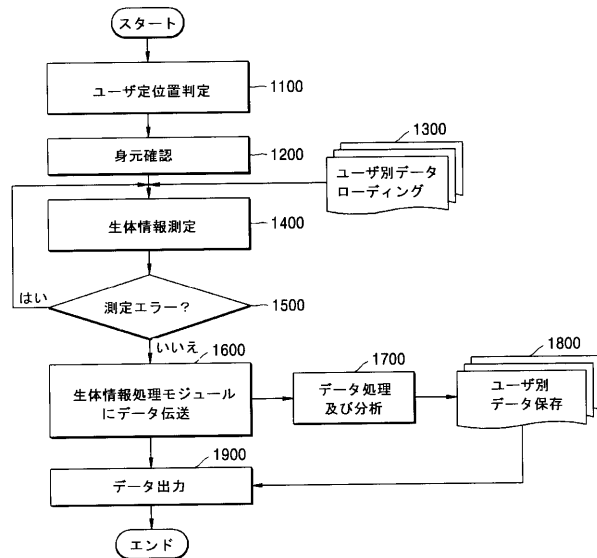 スタート
ユーザ定位置判定
1100
身元確認
1200
1300
ユーザ別データ
ローディング
生体情報測定
1400
はい
測定エラー?
1500
いいえ
1600
生体情報処理モジュール
にデータ伝送
1700
データ処理
及び分析
1800
ユーザ別
データ保存
1900
データ出力
エンド